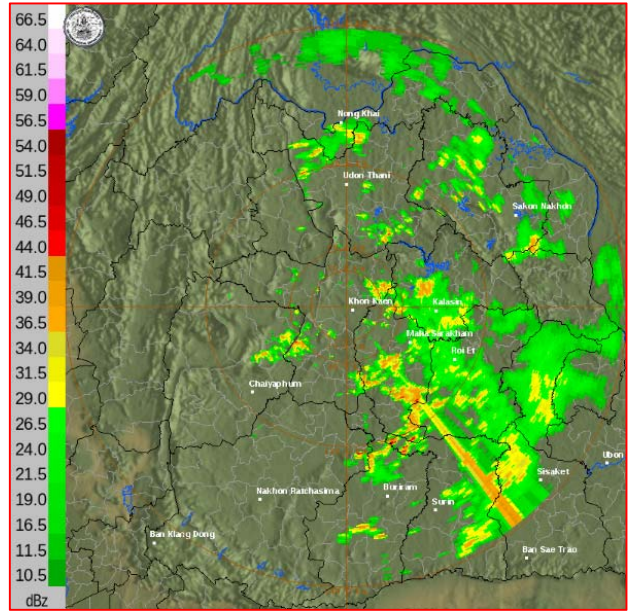 66.5
64.0
61.5
59.0
56.5
54.0
51.5
49.0
46.5
44.0
41.5
39.0
36.5
34.0
31.5
29.0
26.5
24.0
21.5
19.0
16.5
14.0
11.5
10.5
dBz
Nong Khai
Udon Thani
Sakon Nakhon
Khon Kaen
Kalasin
Maha Sarakham
Roi Et
Chaiyaphum
Ubon
Sisaket
Nakhon Ratchasima
Buriram
Surin
Ban Klang Dong
Ban Sae Trao